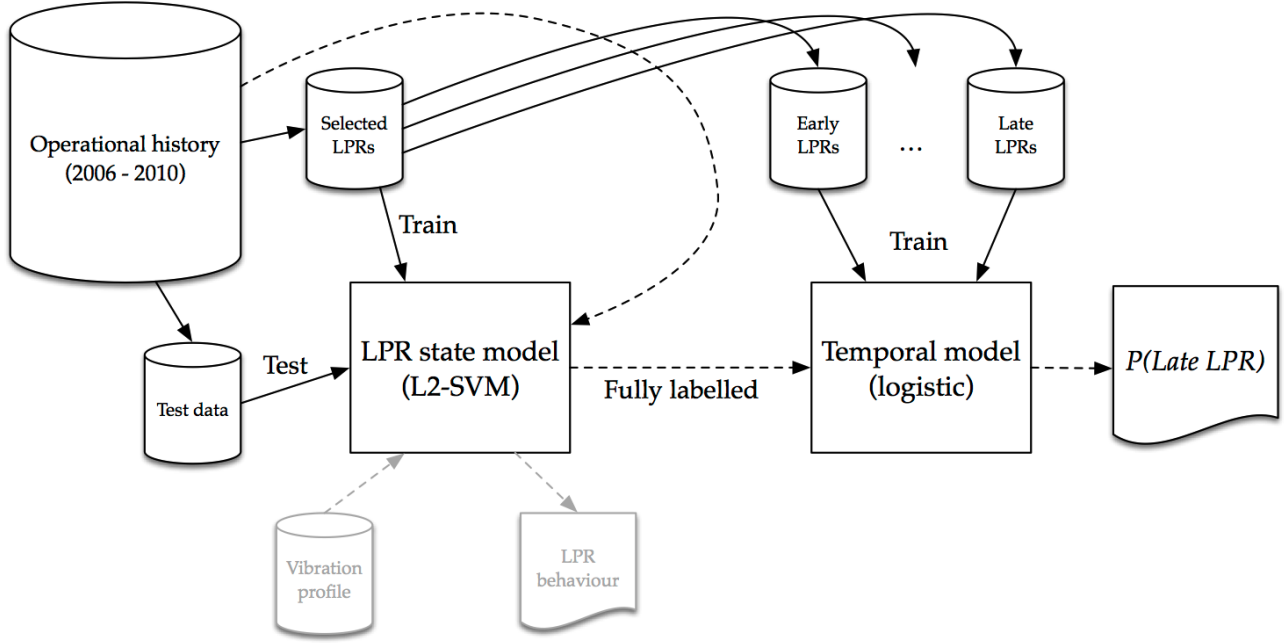 Operational history
(2006 - 2010)
Selected
LPRs
Early
LPRs
...
Late
LPRs
Train
Train
Test data
Test
LPR state model
(L2-SVM)
Fully labelled
Temporal model
(logistic)
P(Late LPR)
Vibration
profile
LPR
behaviour